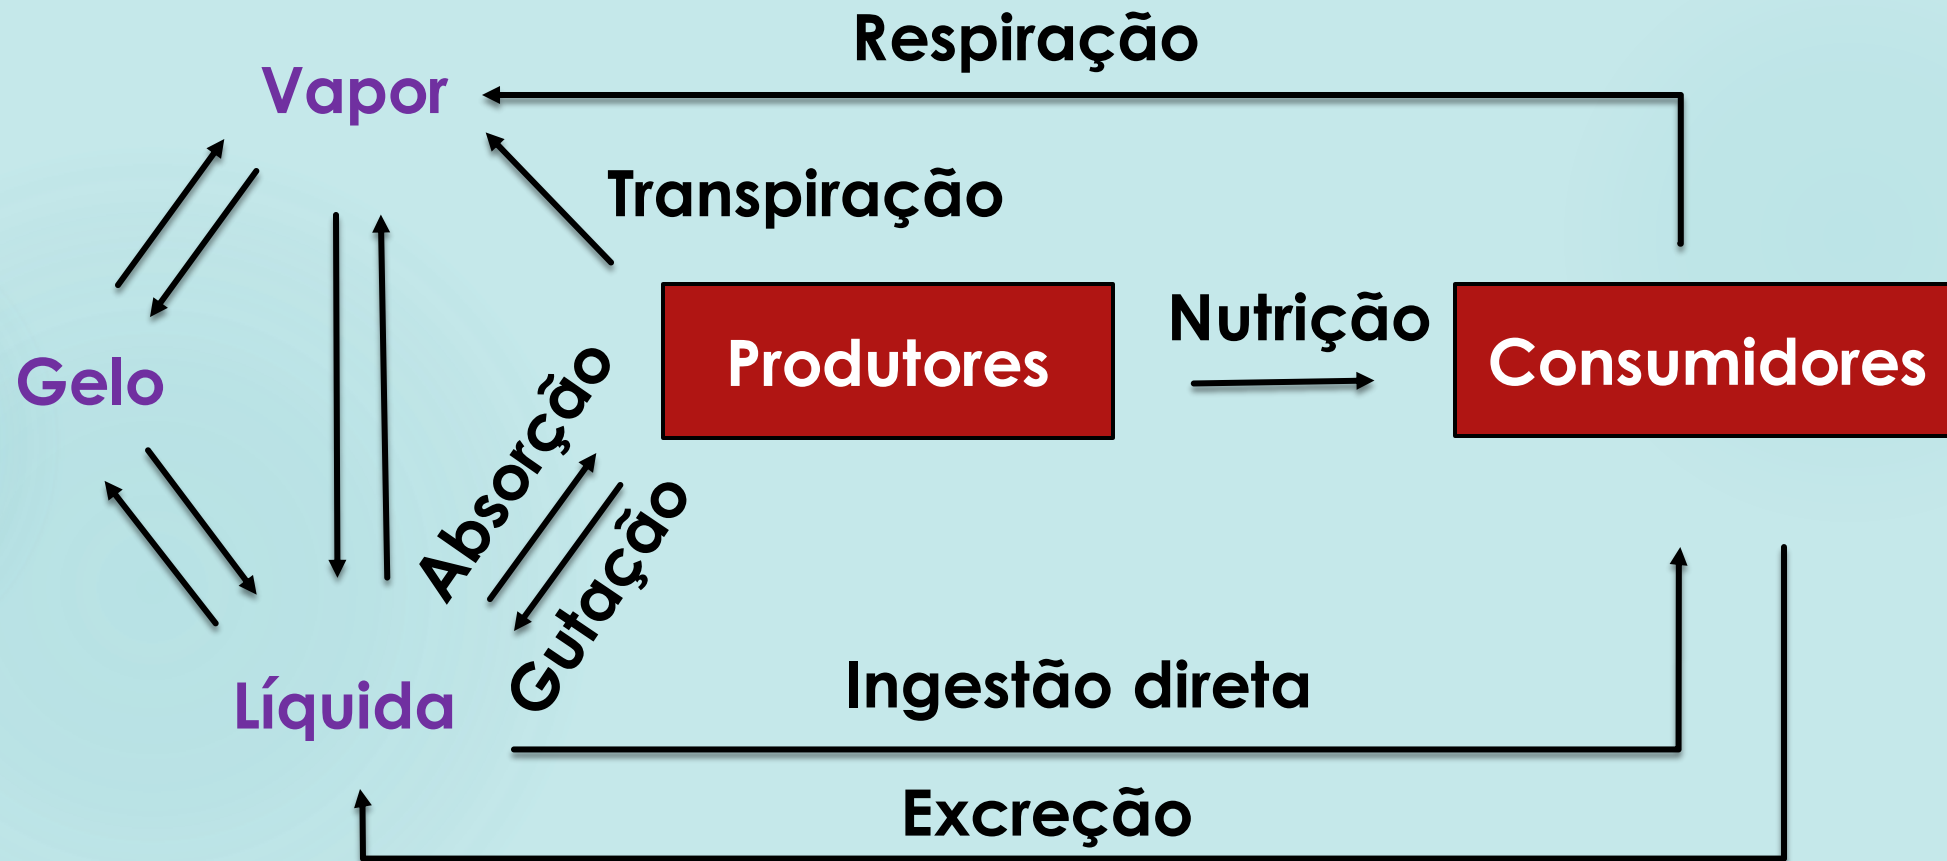 Respiração
Vapor
Transpiração
Nutrição
Produtores
Consumidores
Gelo
Absorção
Gutação
Líquida
Ingestão direta
Excreção